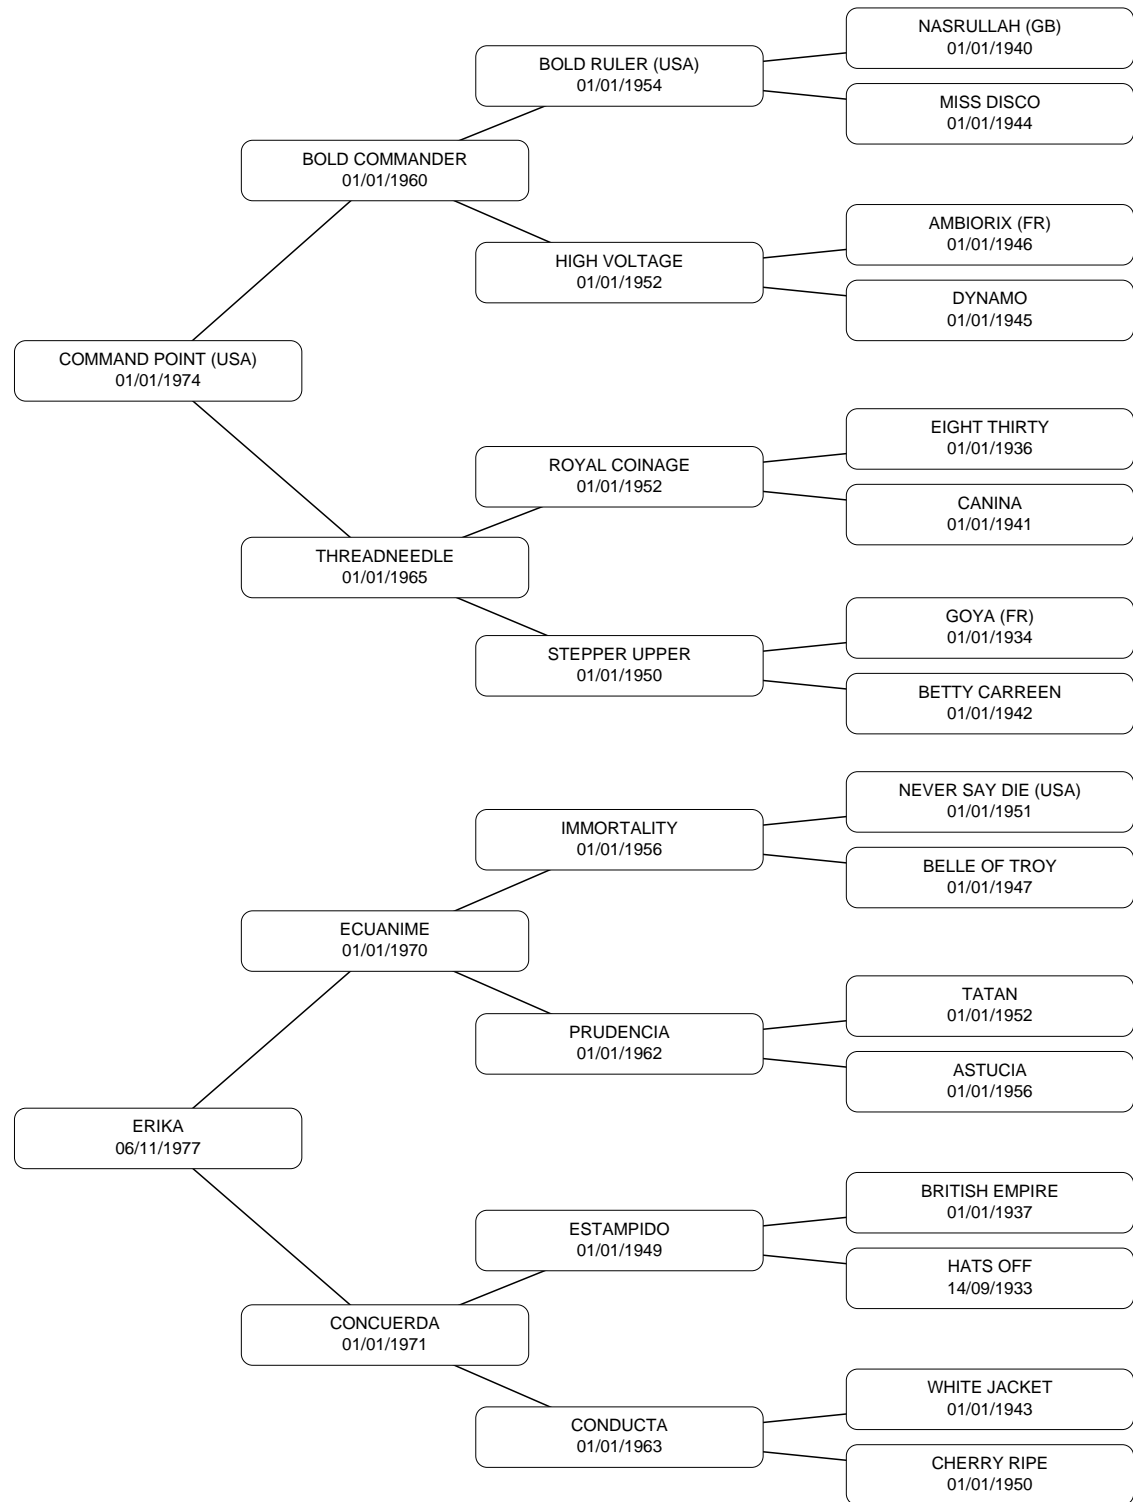 NASRULLAH (GB)
01/01/1940
BOLD RULER (USA)
01/01/1954
MISS DISCO
01/01/1944
BOLD COMMANDER
01/01/1960
AMBIORIX (FR)
01/01/1946
HIGH VOLTAGE
01/01/1952
DYNAMO
01/01/1945
COMMAND POINT (USA)
01/01/1974
EIGHT THIRTY
01/01/1936
ROYAL COINAGE
01/01/1952
CANINA
01/01/1941
THREADNEEDLE
01/01/1965
GOYA (FR)
01/01/1934
STEPPER UPPER
01/01/1950
BETTY CARREEN
01/01/1942
NEVER SAY DIE (USA)
01/01/1951
IMMORTALITY
01/01/1956
BELLE OF TROY
01/01/1947
ECUANIME
01/01/1970
TATAN
01/01/1952
PRUDENCIA
01/01/1962
ASTUCIA
01/01/1956
ERIKA
06/11/1977
BRITISH EMPIRE
01/01/1937
ESTAMPIDO
01/01/1949
HATS OFF
14/09/1933
CONCUERDA
01/01/1971
WHITE JACKET
01/01/1943
CONDUCTA
01/01/1963
CHERRY RIPE
01/01/1950